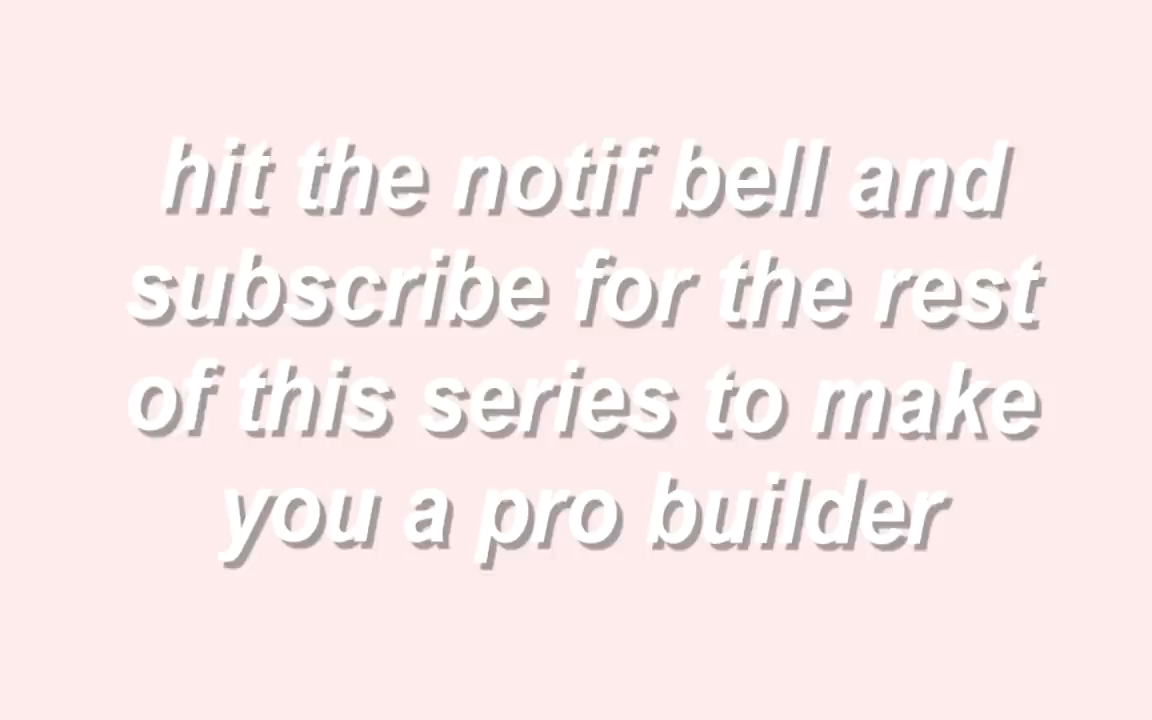 hit the notif bell and
subscribe for the rest
of this series to make
you a pro builder